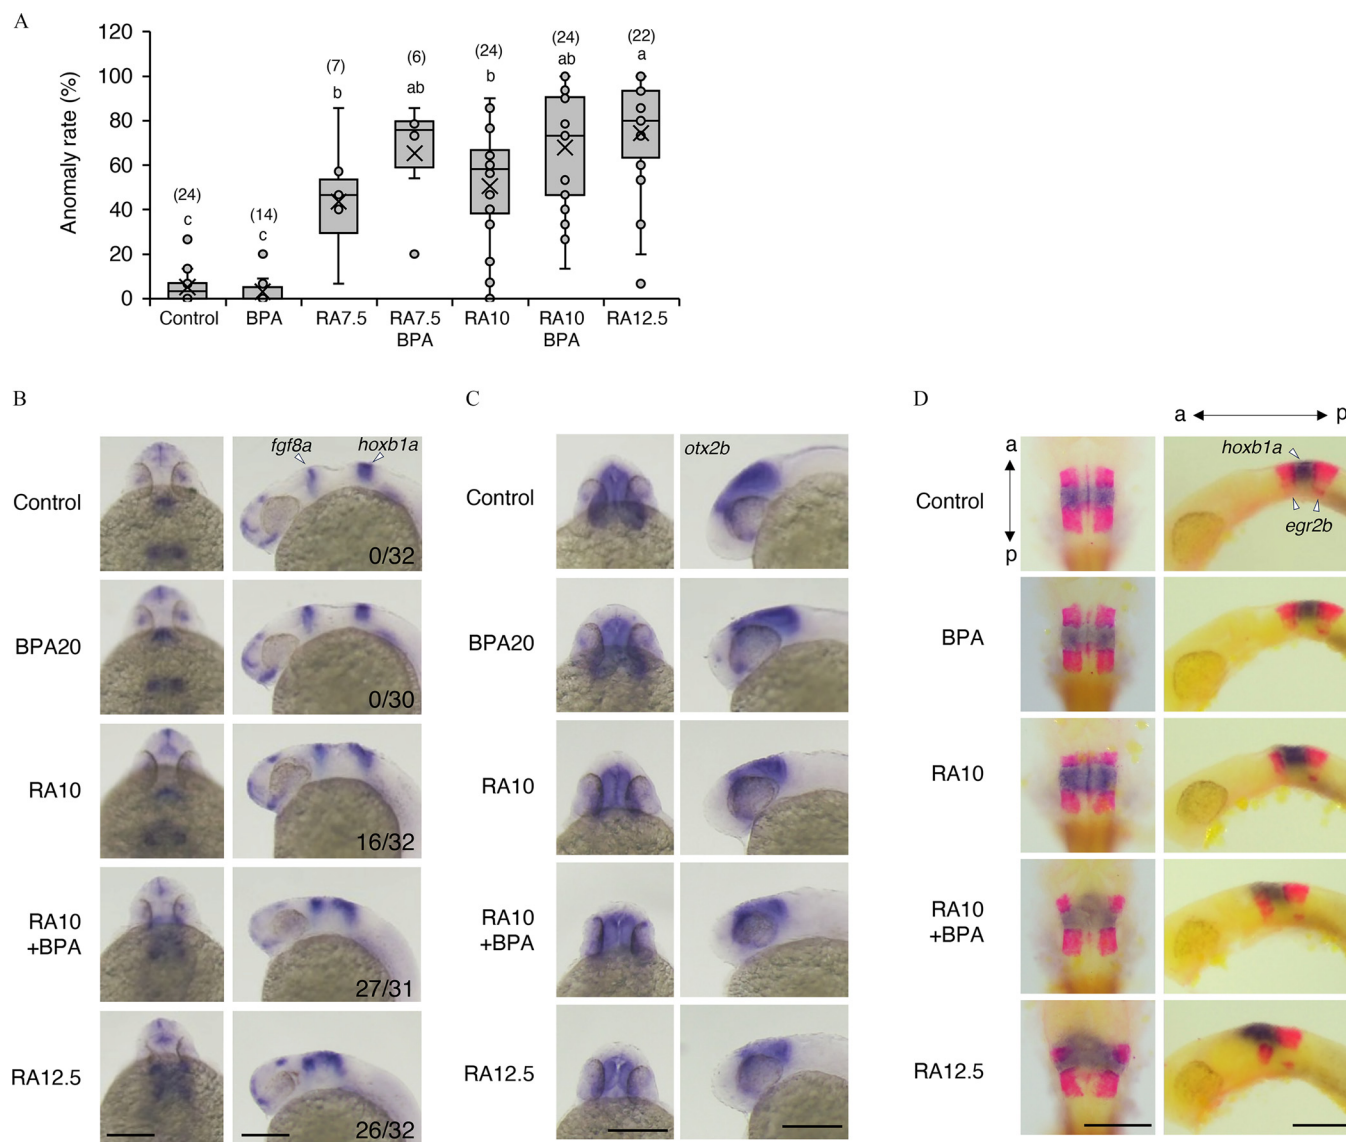 A
Anomaly rate (%)
120
100
80
60
40
20
0
(24)
c
(14)
c
(7)
b
(6)
ab
(24)
b
(24)
ab
(22)
a
Control
BPA
RA7.5
RA7.5
BPA
RA10
RA10
BPA
RA12.5
B
fgf8a
hoxb1a
Control
0/32
BPA20
0/30
RA10
16/32
RA10
+BPA
27/31
RA12.5
26/32
C
otx2b
Control
BPA20
RA10
RA10
+BPA
RA12.5
D
a
p
a
p
hoxb1a
egr2b
Control
BPA
RA10
RA10
+BPA
RA12.5